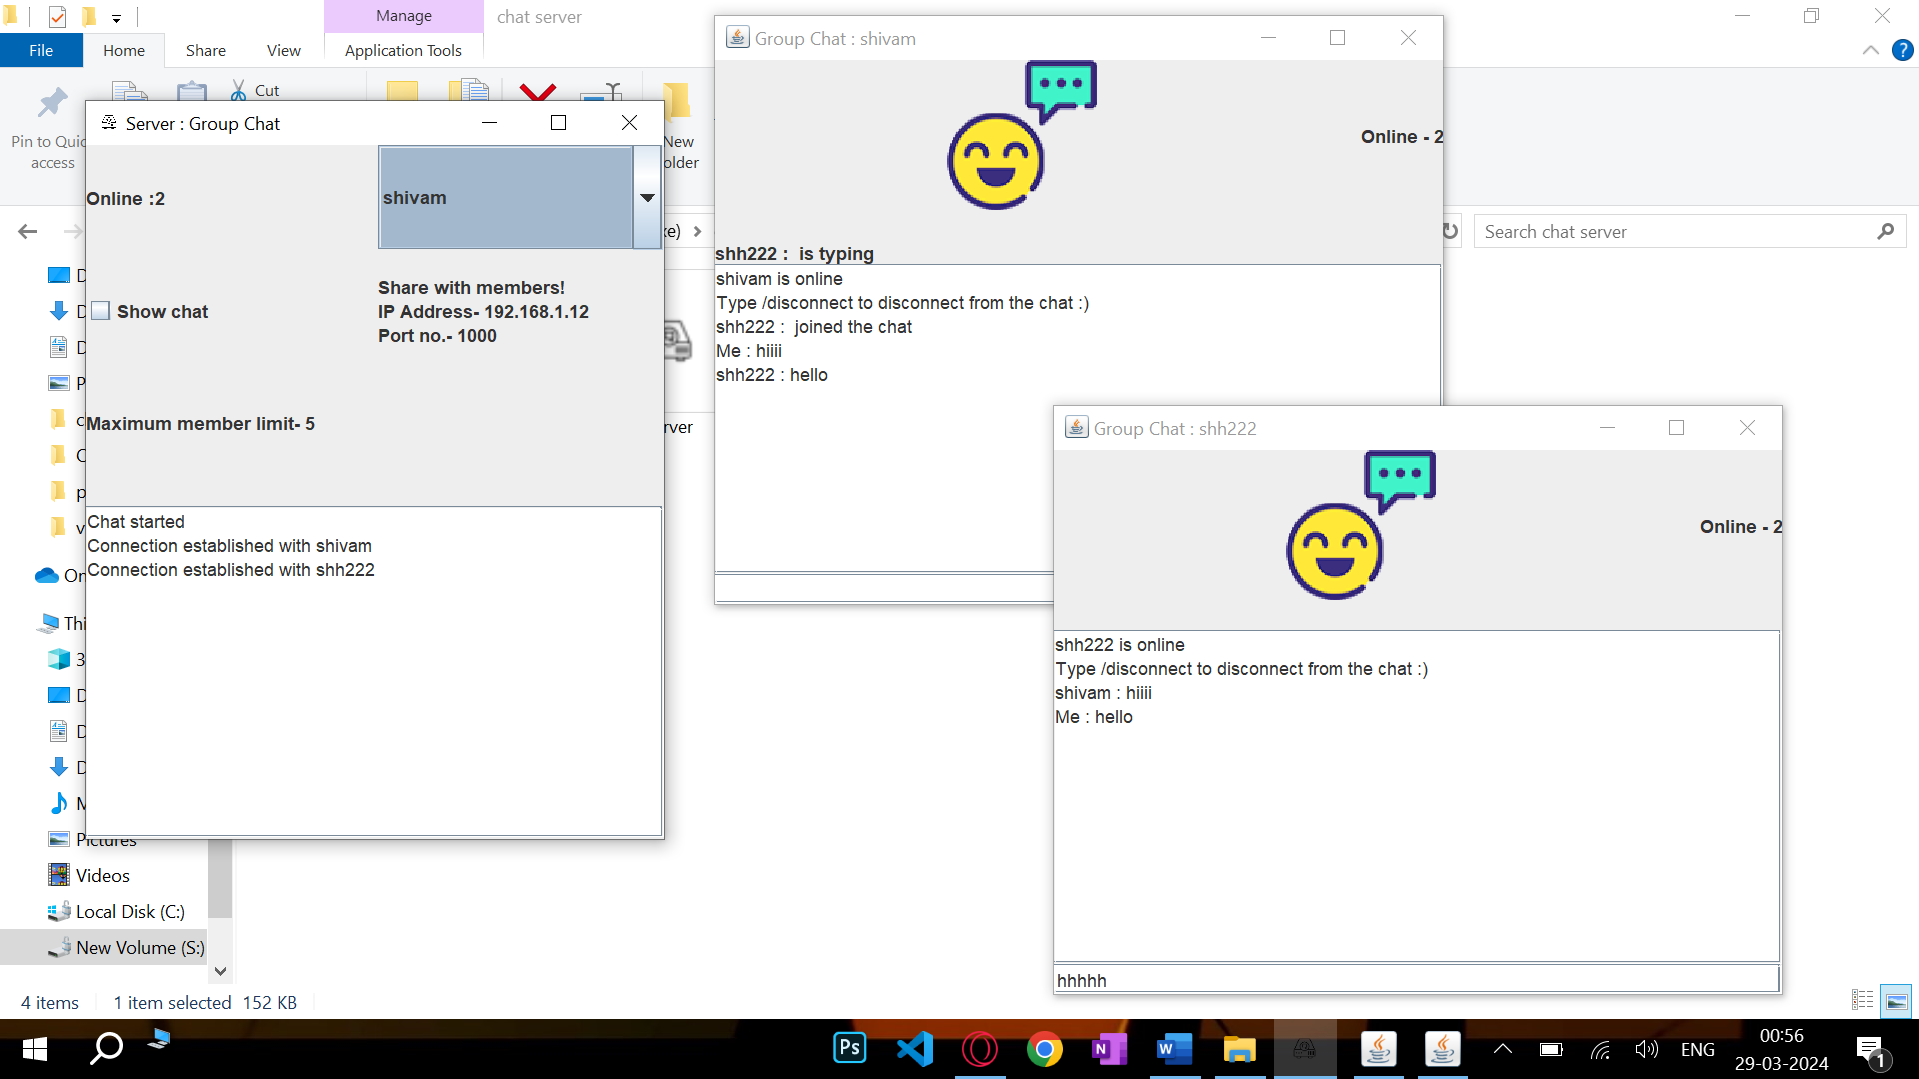 Manage
chat server
File
Home
Share
View
Application Tools
Cut
Pin to Quic
access
New
older
xe)
Search chat server
D
D
D
P
C
p
v
On
Thi
3
D
D
D
M
Pictures
Videos
Local Disk (C:)
New Volume (S:)
rver
4 items
1 item selected 152 KB
Server : Group Chat
Online :2
shivam
Show chat
Share with members!
IP Address- 192.168.1.12
Port no.- 1000
Maximum member limit- 5
Chat started
Connection established with shivam
Connection established with shh222
Group Chat : shivam
Online - 2
shh222 : is typing
shivam is online
Type /disconnect to disconnect from the chat :)
shh222 : joined the chat
Me : hiiii
shh222 : hello
Group Chat : shh222
Online - 2
shh222 is online
Type /disconnect to disconnect from the chat :)
shivam : hiiii
Me : hello
hhhhh
Ps
N
W
ENG
00:56
29-03-2024
1